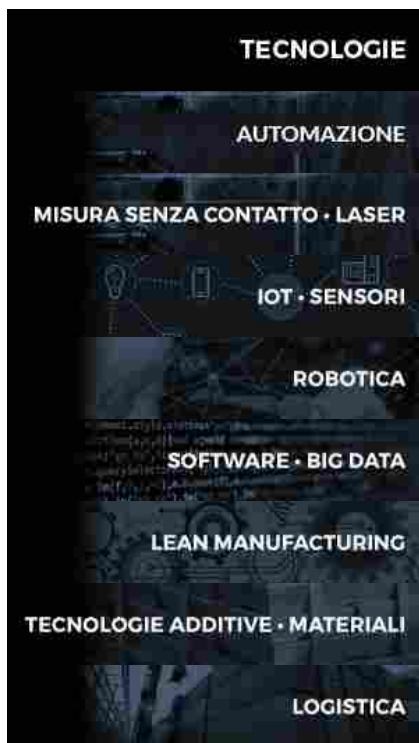 TECNOLOGIE
AUTOMAZIONE
MISURA SENZA CONTATTO • LASER
IOT • SENSORI
ROBOTICA
SOFTWARE • BIG DATA
LEAN MANUFACTURING
TECNOLOGIE ADDITIVE • MATERIALI
LOGISTICA